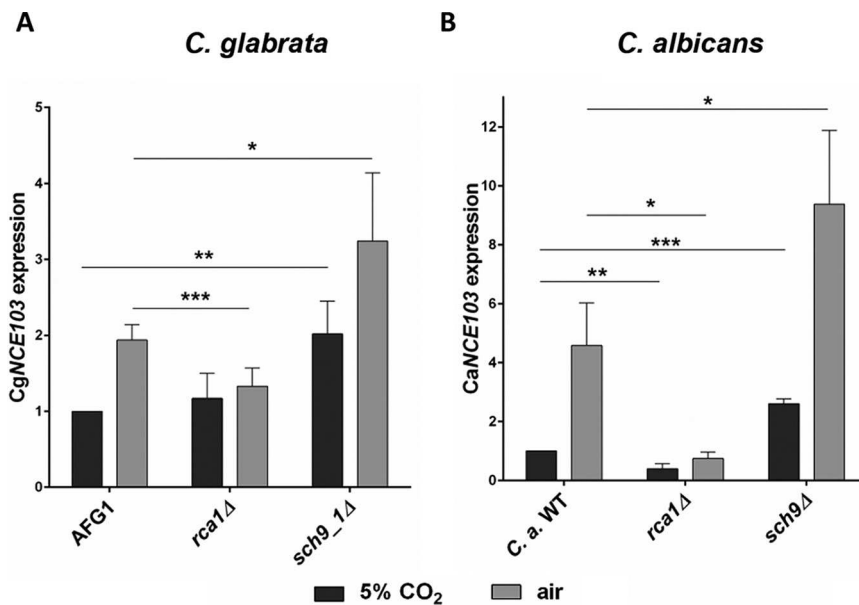 A
C. glabrata
CgNCE103 expression
5
4
3
2
1
0
*
**
***
AFG1
rca1Δ
sch9_1Δ
B
C. albicans
CaNCE103 expression
12
10
8
6
4
2
0
*
*
***
**
C. a. WT
rca1Δ
sch9Δ
5% CO₂ air